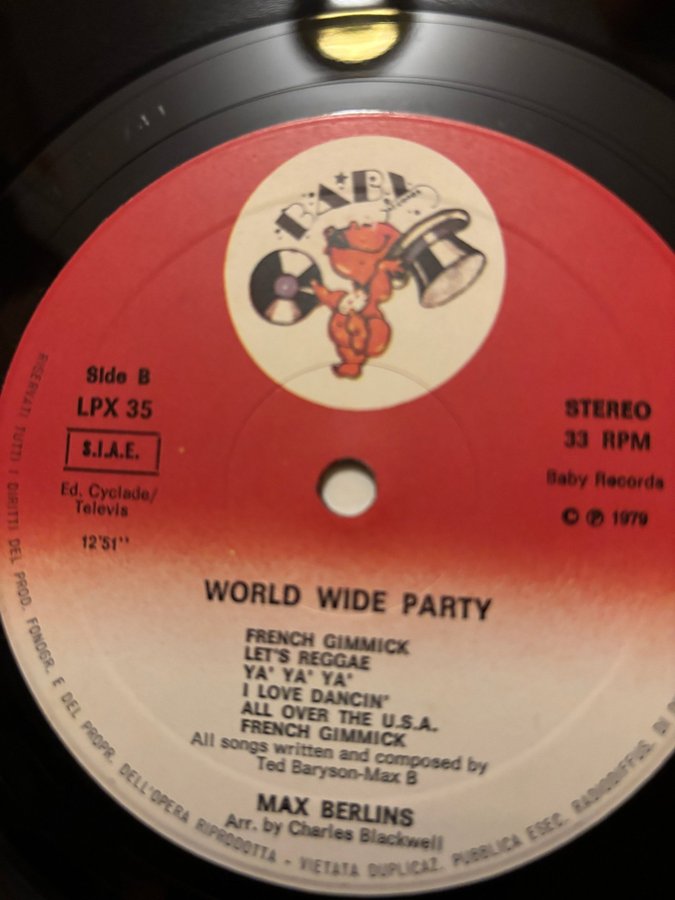 BABY
RECORDS
Side B
LPX 35
S.I.A.E.
Ed. Cyclade/
Televis
12'51''
STEREO
33 RPM
Baby Records
© ℗ 1979
WORLD WIDE PARTY
FRENCH GIMMICK
LET'S REGGAE
YA' YA' YA'
I LOVE DANCIN'
ALL OVER THE U.S.A.
FRENCH GIMMICK
All songs written and composed by
Ted Baryson-Max B
MAX BERLINS
Arr. by Charles Blackwell
RISERVATI TUTTI I DIRITTI DEL PROD. FONOGR. E DEL PROPR. DELL'OPERA RIPRODOTTA - VIETATA DUPLICAZ. PUBBLICA ESEC. RADIODIFFUS. DI